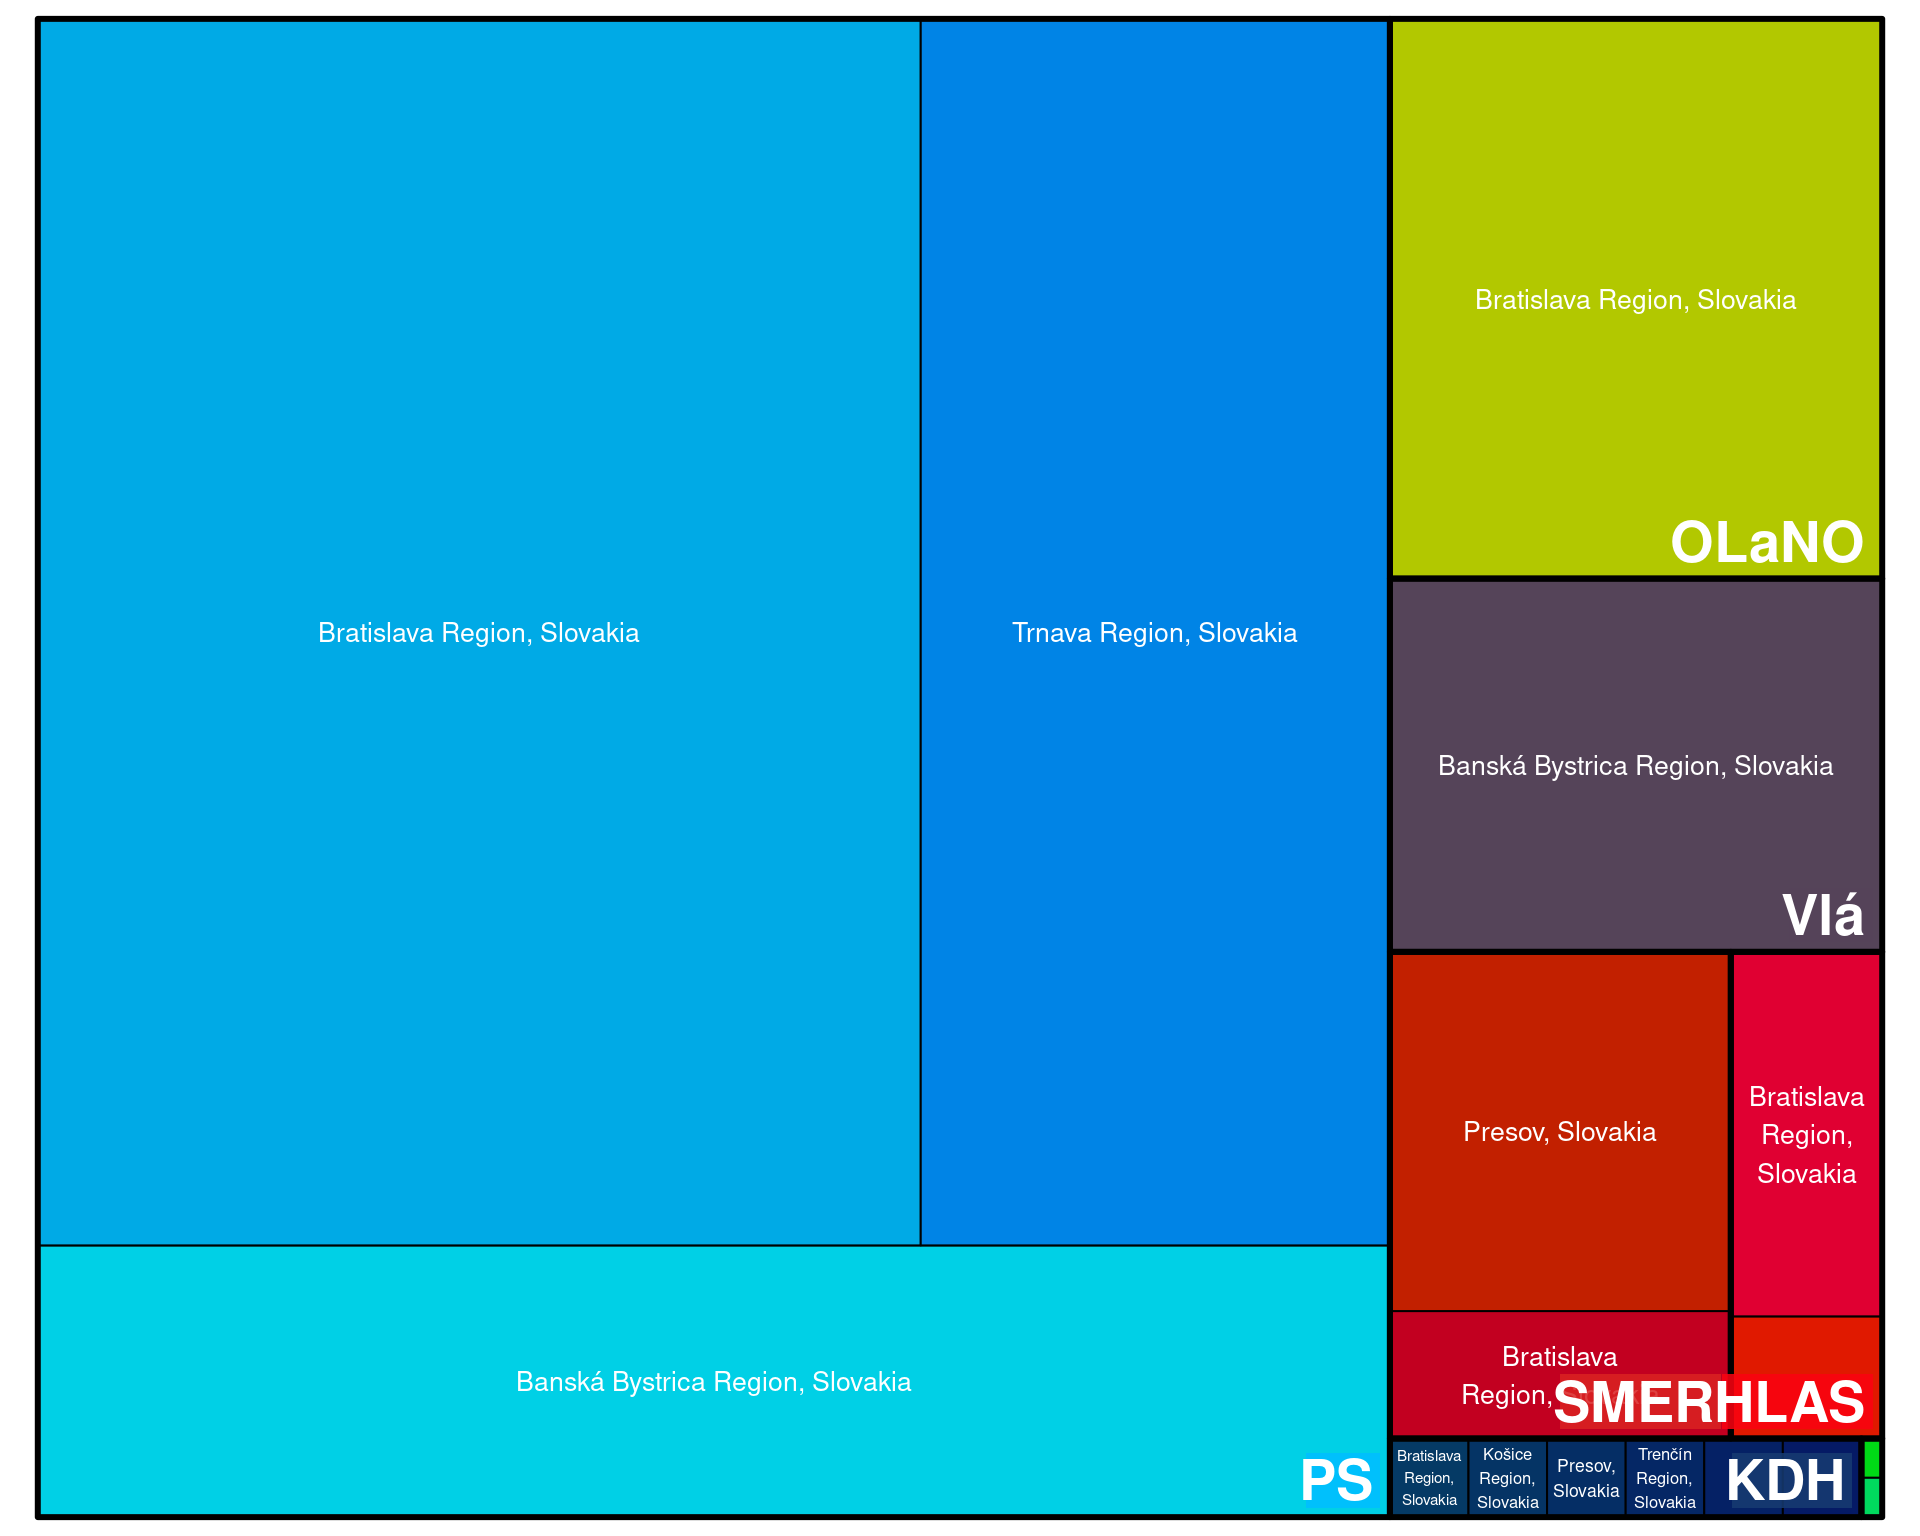 Bratislava Region, Slovakia
Trnava Region, Slovakia
Banská Bystrica Region, Slovakia
PS
Bratislava Region, Slovakia
OLaNO
Banská Bystrica Region, Slovakia
Vlá
Presov, Slovakia
Bratislava
Region,
SMER
Bratislava
Region,
Slovakia
HLAS
Bratislava
Region,
Slovakia
Košice
Region,
Slovakia
Presov,
Slovakia
Trenčín
Region,
Slovakia
KDH